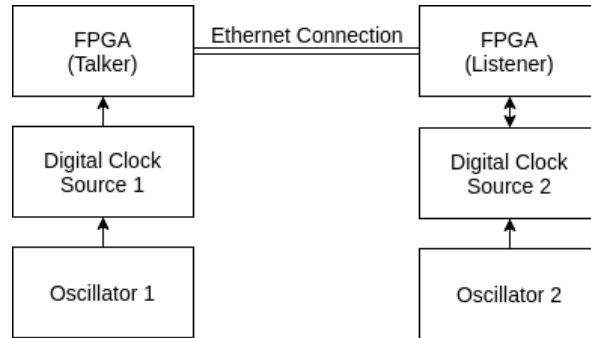 FPGA
(Talker)
Ethernet Connection
FPGA
(Listener)
Digital Clock
Source 1
Digital Clock
Source 2
Oscillator 1
Oscillator 2